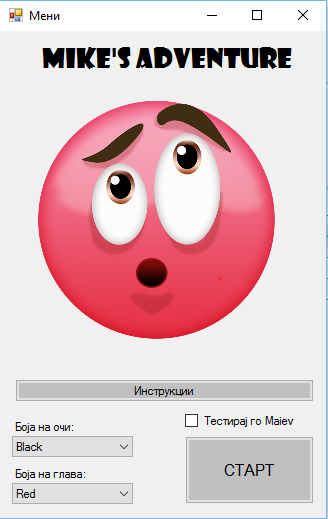 Мени
MIKE'S ADVENTURE
Инструкции
Боја на очи:
Black
Боја на глава:
Red
Тестирај го Maiev
СТАРТ